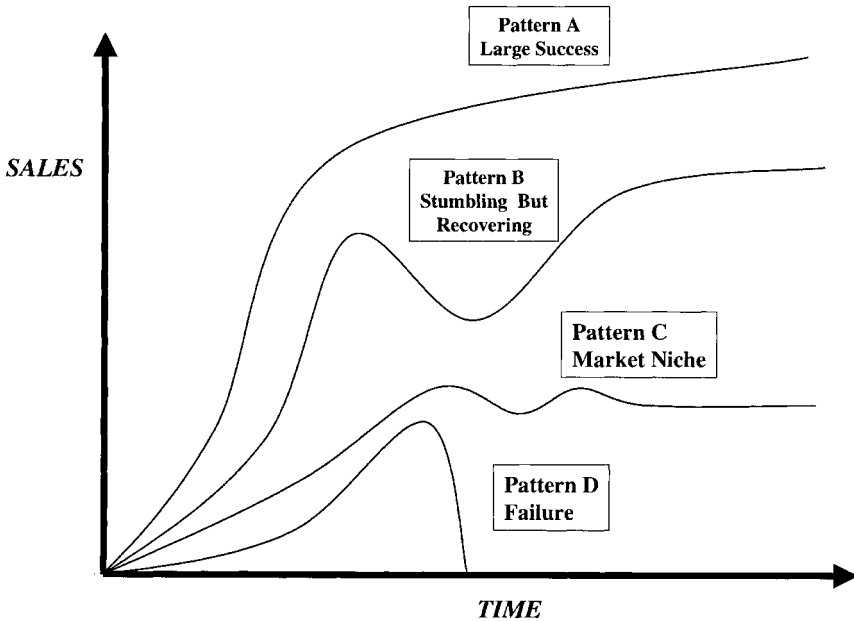 Pattern A
Large Success
SALES
Pattern B
Stumbling But
Recovering
Pattern C
Market Niche
Pattern D
Failure
TIME